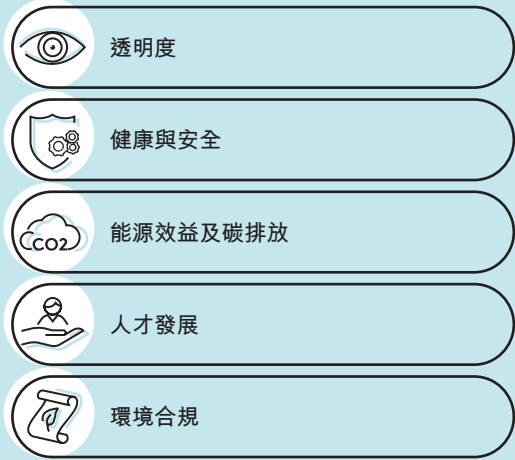 透明度
健康與安全
CO2
能源效益及碳排放
人才發展
環境合規